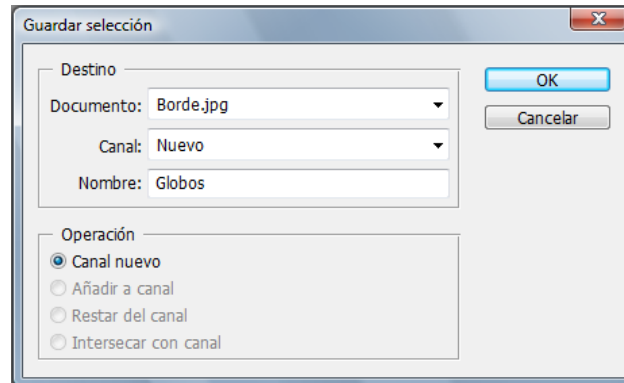 Guardar selección
Destino
Documento: Borde.jpg
Canal: Nuevo
Nombre: Globos
OK
Cancelar
Operación
Canal nuevo
Añadir a canal
Restar del canal
Intersecar con canal